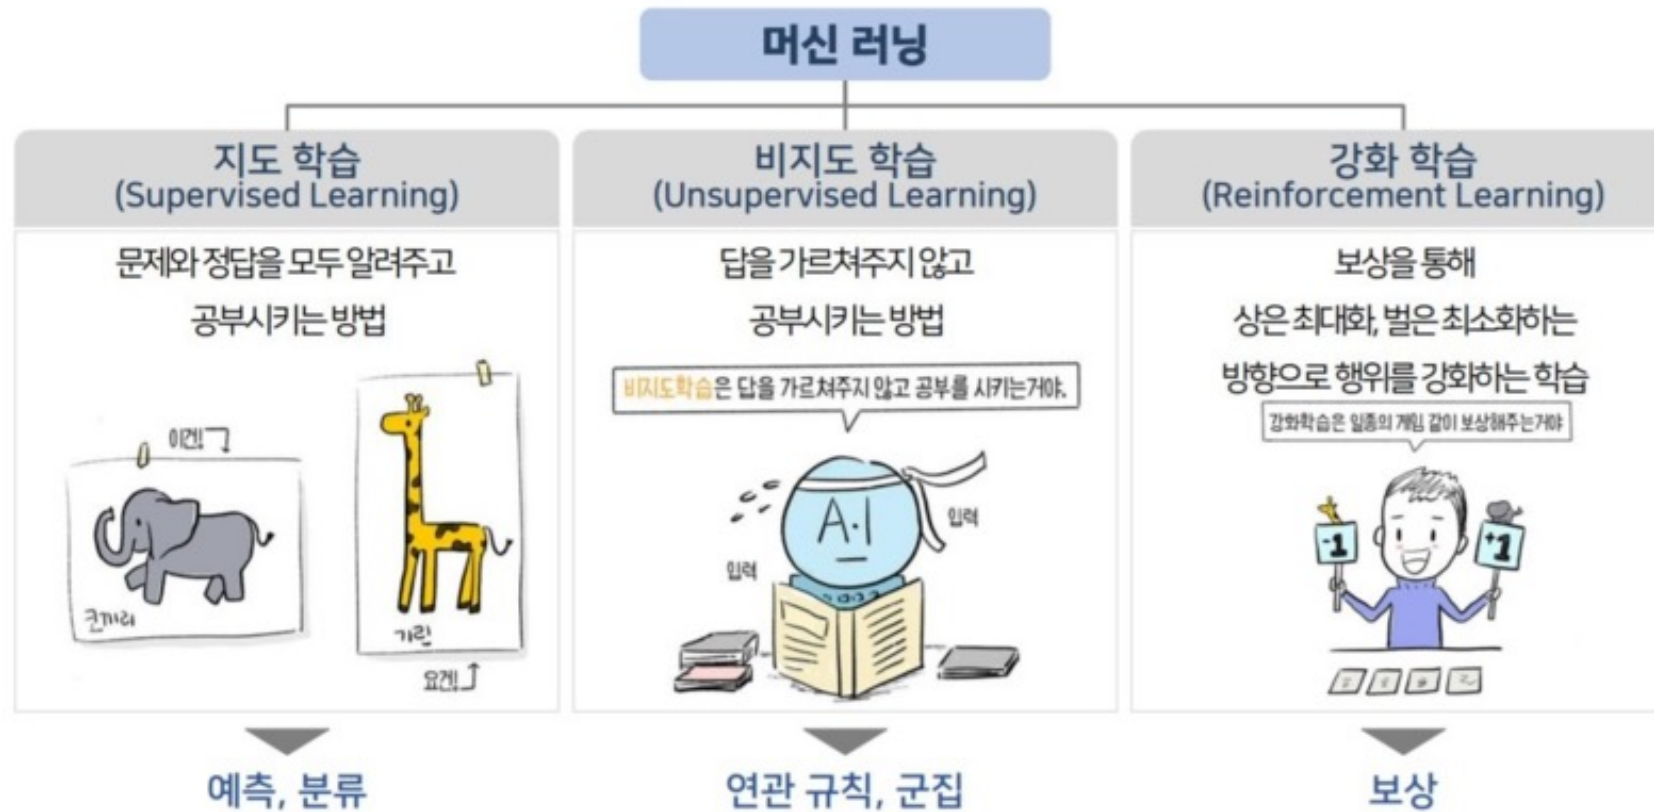 머신 러닝
지도 학습
(Supervised Learning)
문제와 정답을 모두 알려주고
공부시키는 방법
이건!
코끼리
기린
요건!
예측, 분류
비지도 학습
(Unsupervised Learning)
답을 가르쳐주지 않고
공부시키는 방법
비지도학습은 답을 가르쳐주지 않고 공부를 시키는거야.
A.I
입력
입력
연관 규칙, 군집
강화 학습
(Reinforcement Learning)
보상을 통해
상은 최대화, 벌은 최소화하는
방향으로 행위를 강화하는 학습
강화학습은 일종의 게임 같이 보상해주는거야
-1
+1
보상